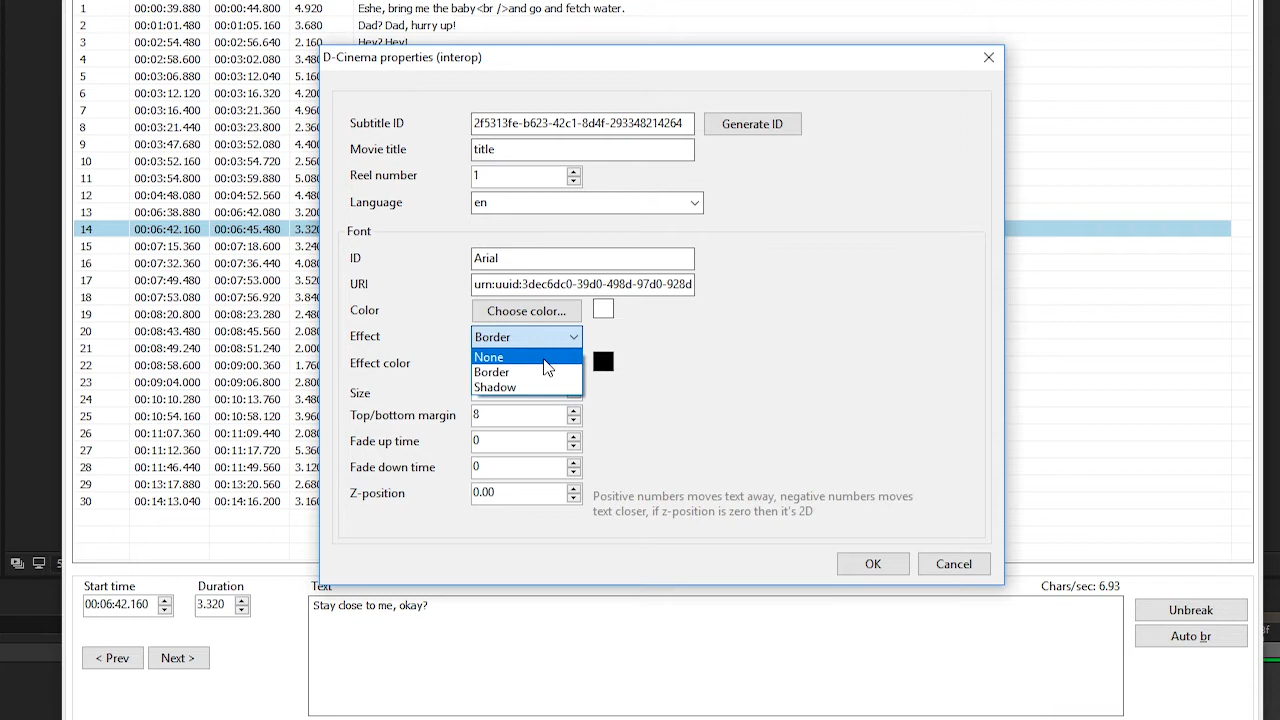 1 00:00:39.880 00:00:44.800 4.920 Eshe, bring me the baby<br />and go and fetch water.
2 00:01:01.480 00:01:05.160 3.680 Dad? Dad, hurry up!
3 00:02:54.480 00:02:56.640 2.160 Hey? Hey!
4 00:02:58.600 00:03:02.080 3.480
5 00:03:06.880 00:03:12.040 5.160
6 00:03:12.120 00:03:16.320 4.200
7 00:03:16.400 00:03:21.360 4.960
8 00:03:21.440 00:03:23.800 2.360
9 00:03:47.680 00:03:52.080 4.400
10 00:03:52.160 00:03:54.720 2.560
11 00:03:54.800 00:03:59.880 5.080
12 00:04:48.080 00:04:52.560 4.480
13 00:06:38.880 00:06:42.080 3.200
14 00:06:42.160 00:06:45.480 3.320
15 00:07:15.360 00:07:18.600 3.240
16 00:07:32.360 00:07:36.440 4.080
17 00:07:49.480 00:07:53.000 3.520
18 00:07:53.080 00:07:56.920 3.840
19 00:08:20.800 00:08:23.280 2.480
20 00:08:43.480 00:08:45.560 2.080
21 00:08:49.240 00:08:51.240 2.000
22 00:08:58.600 00:09:00.360 1.760
23 00:09:04.000 00:09:06.800 2.800
24 00:10:10.280 00:10:13.760 3.480
25 00:10:54.160 00:10:58.120 3.960
26 00:11:07.360 00:11:09.440 2.080
27 00:11:12.360 00:11:17.720 5.360
28 00:11:46.440 00:11:49.560 3.120
29 00:13:17.880 00:13:20.560 2.680
30 00:14:13.040 00:14:16.200 3.160
D-Cinema properties (interop)
Subtitle ID 2f5313fe-b623-42c1-8d4f-293348214264 Generate ID
Movie title title
Reel number 1
Language en
Font
ID Arial
URI urn:uuid:3dec6dc0-39d0-498d-97d0-928d
Color Choose color...
Effect Border
None
Effect color
Border
Shadow
Size
Top/bottom margin 8
Fade up time 0
Fade down time 0
Z-position 0.00
Positive numbers moves text away, negative numbers moves
text closer, if z-position is zero then it's 2D
OK Cancel
Start time Duration Text Chars/sec: 6.93
00:06:42.160 3.320 Stay close to me, okay?
Unbreak
Auto br
< Prev Next >